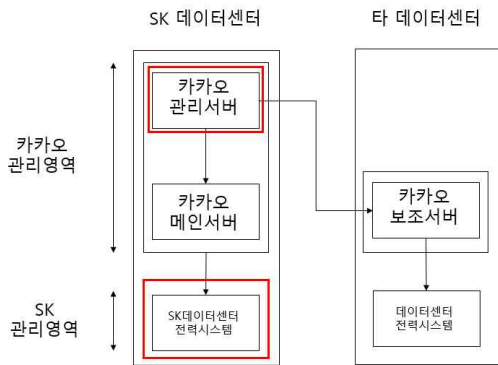 SK 데이터센터
타 데이터센터
카카오
관리서버
카카오
관리영역
카카오
메인서버
카카오
보조서버
SK
관리영역
SK데이터센터
전력시스템
데이터센터
전력시스템